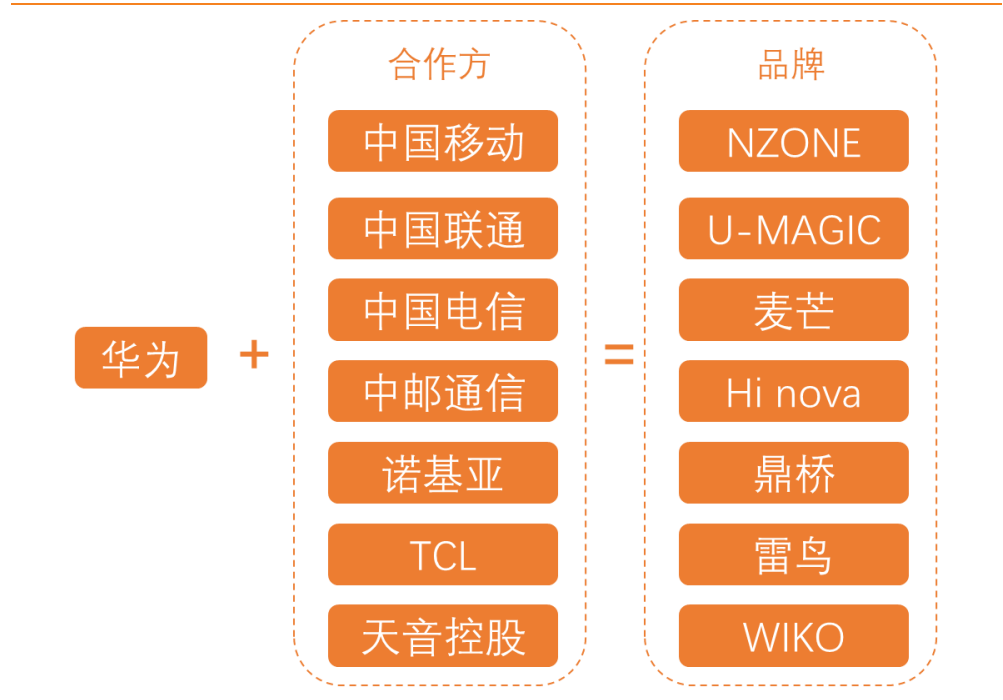 合作方
品牌
中国移动
NZONE
中国联通
U-MAGIC
中国电信
麦芒
华为
+
=
中邮通信
Hi nova
诺基亚
鼎桥
TCL
雷鸟
天音控股
WIKO